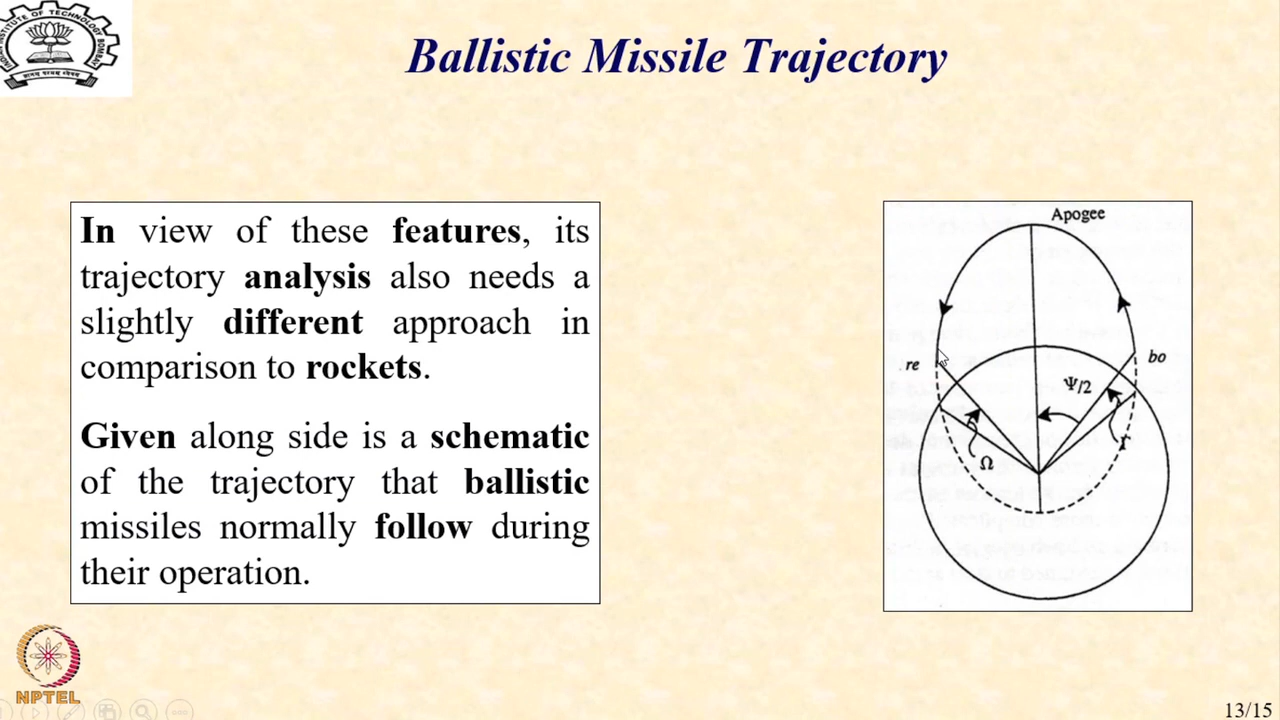 Ballistic Missile Trajectory
In view of these features, its
trajectory analysis also needs a
slightly different approach in
comparison to rockets.
Given along side is a schematic
of the trajectory that ballistic
missiles normally follow during
their operation.
Apogee
re
bo
Ψ/2
Ω
Γ
NPTEL
13/15